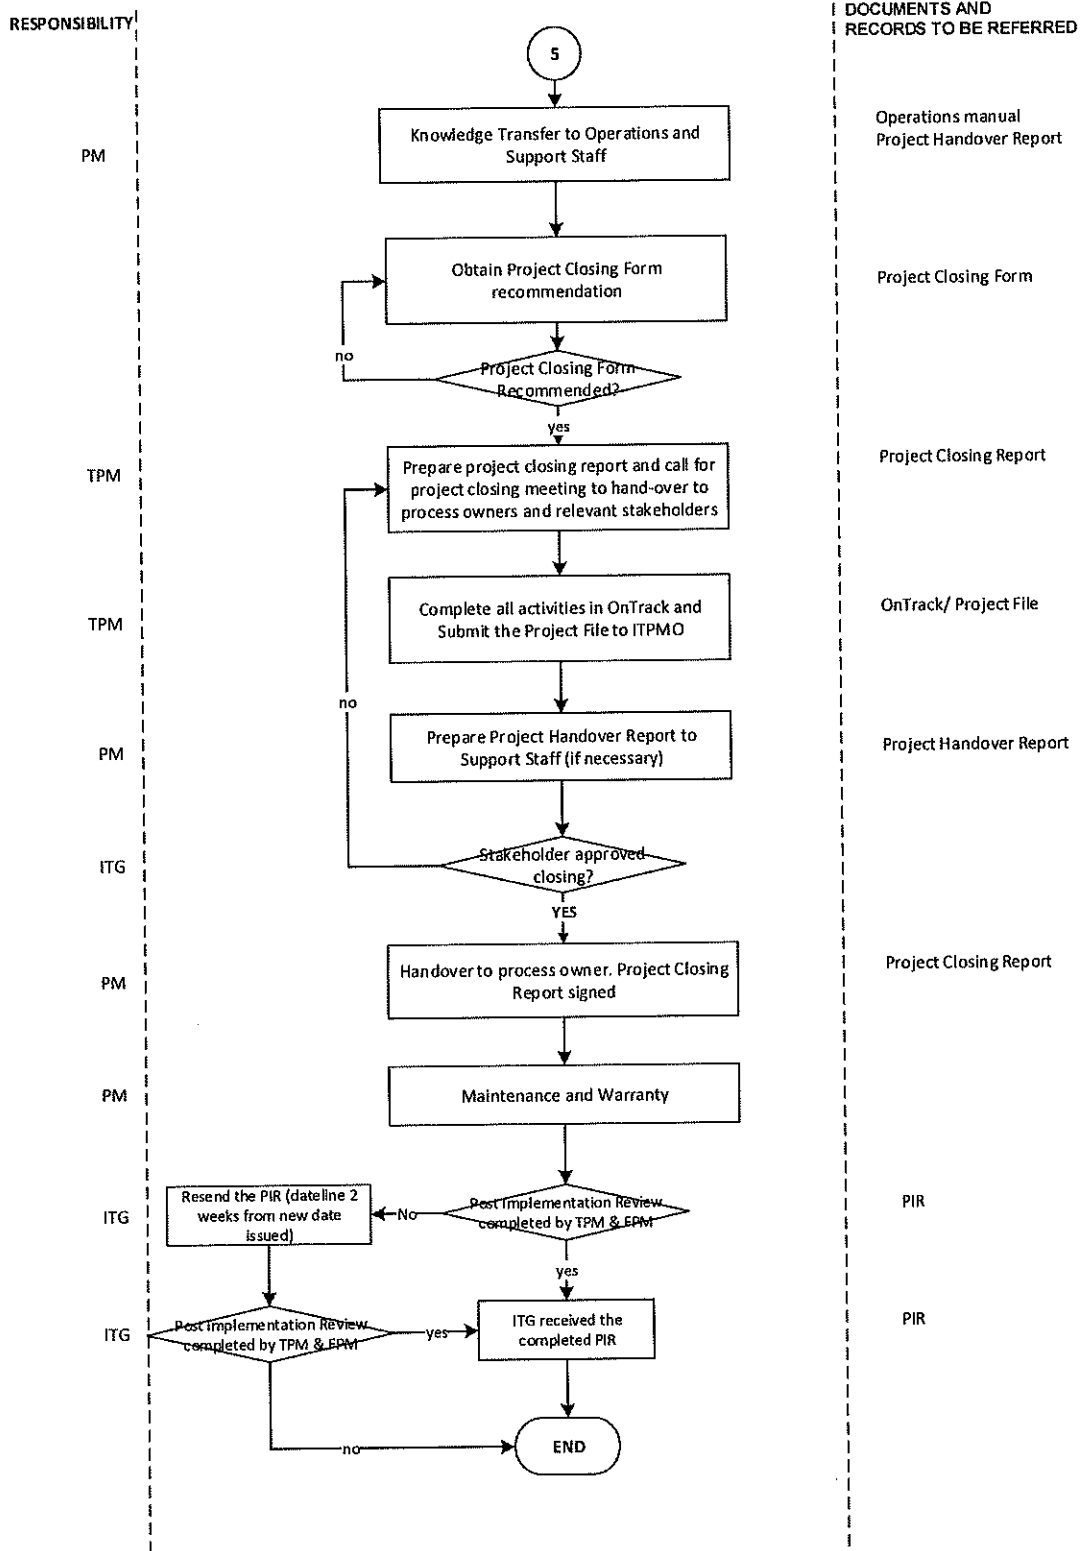 RESPONSIBILITY
DOCUMENTS AND
RECORDS TO BE REFERRED
5
PM
Knowledge Transfer to Operations and
Support Staff
Operations manual
Project Handover Report
Obtain Project Closing Form
recommendation
Project Closing Form
no
Project Closing Form
Recommended?
yes
TPM
Prepare project closing report and call for
project closing meeting to hand-over to
process owners and relevant stakeholders
Project Closing Report
TPM
Complete all activities in OnTrack and
Submit the Project File to ITPMO
OnTrack/ Project File
no
PM
Prepare Project Handover Report to
Support Staff (if necessary)
Project Handover Report
ITG
Stakeholder approved
closing?
YES
PM
Handover to process owner. Project Closing
Report signed
Project Closing Report
PM
Maintenance and Warranty
ITG
Resend the PIR (dateline 2
weeks from new date
issued)
No
Post Implementation Review
completed by TPM & FPM
PIR
yes
ITG
Post Implementation Review
completed by TPM & FPM
yes
ITG received the
completed PIR
PIR
no
END